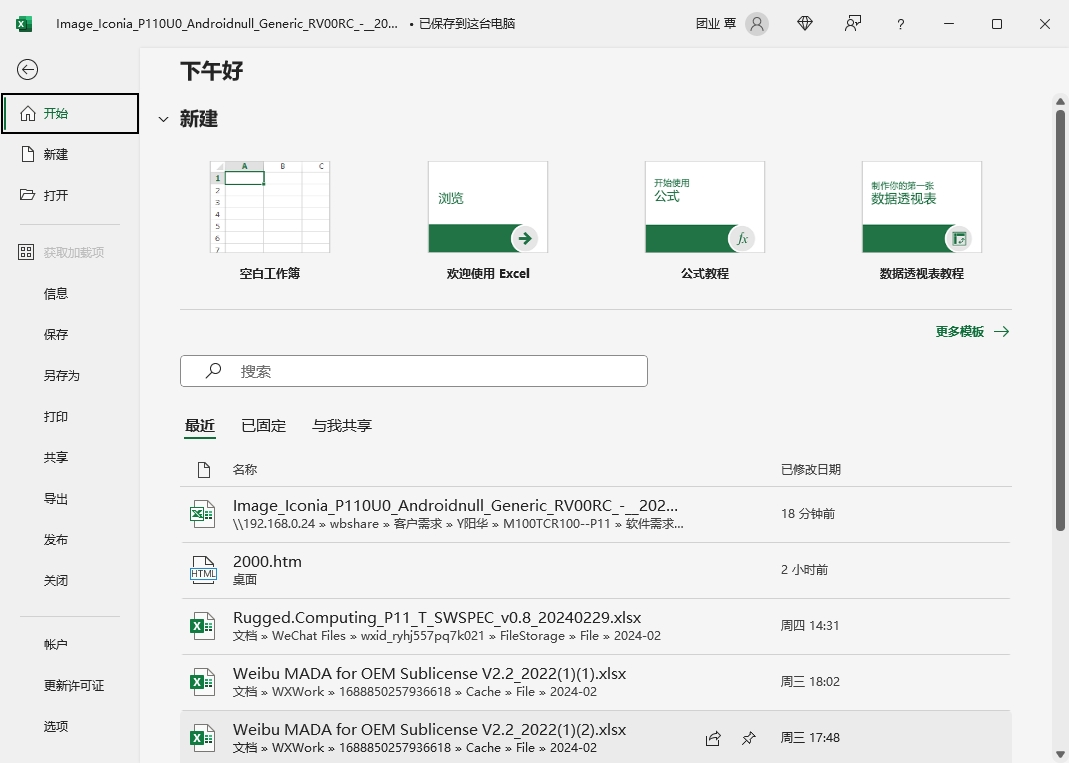 Image_Iconia_P110U0_Androidnull_Generic_RV00RC_-__20... • 已保存到这台电脑
团业 覃
?
下午好
开始
新建
打开
获取加载项
信息
保存
另存为
打印
共享
导出
发布
关闭
帐户
更新许可证
选项
新建
A B C
1
2
3
4
5
6
7
空白工作簿
浏览
欢迎使用 Excel
开始使用
公式
fx
公式教程
制作你的第一张
数据透视表
数据透视表教程
更多模板
搜索
最近 已固定 与我共享
名称 已修改日期
Image_Iconia_P110U0_Androidnull_Generic_RV00RC_-__202...
\\192.168.0.24 » wbshare » 客户需求 » Y阳华 » M100TCR100--P11 » 软件需求...
18 分钟前
HTML
2000.htm
桌面
2 小时前
Rugged.Computing_P11_T_SWSPEC_v0.8_20240229.xlsx
文档 » WeChat Files » wxid_ryhj557pq7k021 » FileStorage » File » 2024-02
周四 14:31
Weibu MADA for OEM Sublicense V2.2_2022(1)(1).xlsx
文档 » WXWork » 1688850257936618 » Cache » File » 2024-02
周三 18:02
Weibu MADA for OEM Sublicense V2.2_2022(1)(2).xlsx
文档 » WXWork » 1688850257936618 » Cache » File » 2024-02
周三 17:48